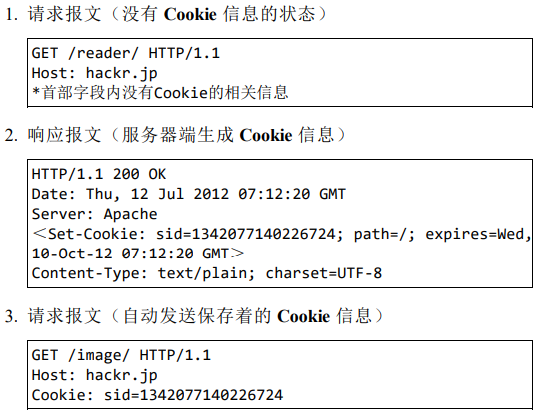 1. 请求报文（没有 Cookie 信息的状态）
GET /reader/ HTTP/1.1
Host: hackr.jp
*首部字段内没有Cookie的相关信息
2. 响应报文（服务器端生成 Cookie 信息）
HTTP/1.1 200 OK
Date: Thu, 12 Jul 2012 07:12:20 GMT
Server: Apache
＜Set-Cookie: sid=1342077140226724; path=/; expires=Wed,
10-Oct-12 07:12:20 GMT＞
Content-Type: text/plain; charset=UTF-8
3. 请求报文（自动发送保存着的 Cookie 信息）
GET /image/ HTTP/1.1
Host: hackr.jp
Cookie: sid=1342077140226724